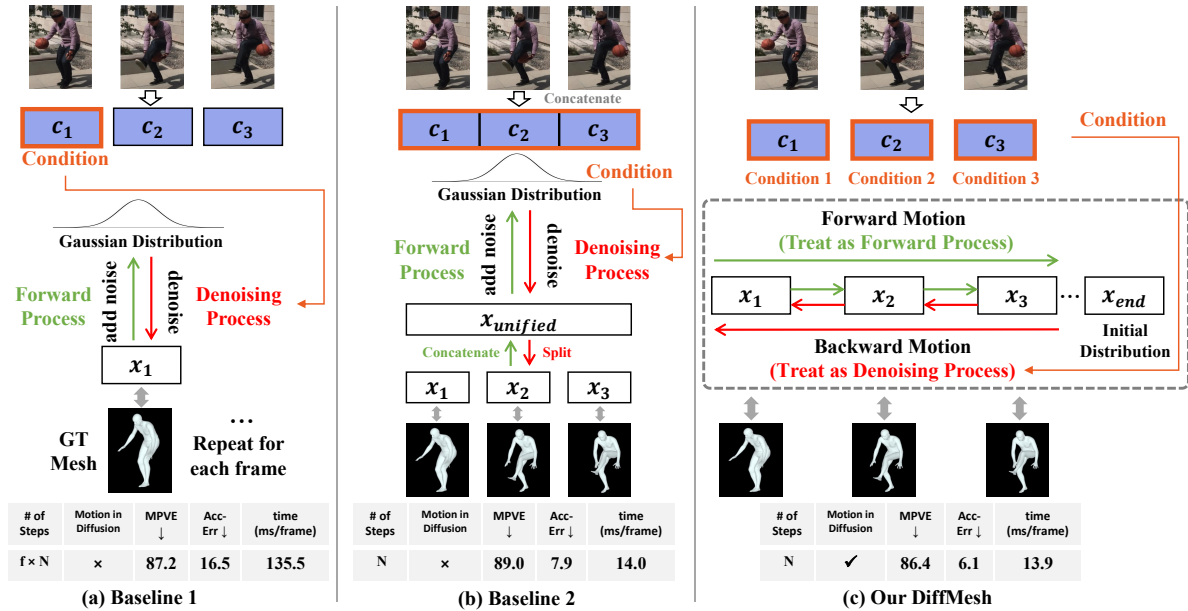 c1
c2
c3
Condition
Gaussian Distribution
Forward
Process
add noise
denoise
Denoising
Process
x1
GT
Mesh
...
Repeat for
each frame
# of
Steps
Motion in
Diffusion
MPVE
↓
Acc-
Err ↓
time
(ms/frame)
f × N
×
87.2
16.5
135.5
(a) Baseline 1
Concatenate
c1
c2
c3
Gaussian Distribution
Condition
Forward
Process
add noise
denoise
Denoising
Process
xunified
Concatenate
Split
x1
x2
x3
# of
Steps
Motion in
Diffusion
MPVE
↓
Acc-
Err ↓
time
(ms/frame)
N
×
89.0
7.9
14.0
(b) Baseline 2
Condition
c1
c2
c3
Condition 1
Condition 2
Condition 3
Forward Motion
(Treat as Forward Process)
x1
x2
x3
...
xend
Initial
Distribution
Backward Motion
(Treat as Denoising Process)
# of
Steps
Motion in
Diffusion
MPVE
↓
Acc-
Err ↓
time
(ms/frame)
N
✓
86.4
6.1
13.9
(c) Our DiffMesh